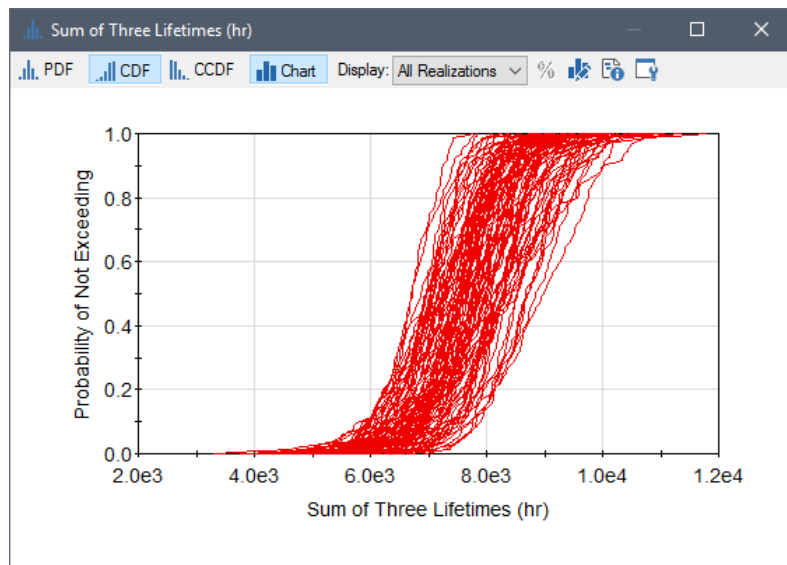 Sum of Three Lifetimes (hr)
PDF CDF CCDF Chart Display: All Realizations %
1.0
0.8
0.6
0.4
0.2
0.0
Probability of Not Exceeding
2.0e3 4.0e3 6.0e3 8.0e3 1.0e4 1.2e4
Sum of Three Lifetimes (hr)